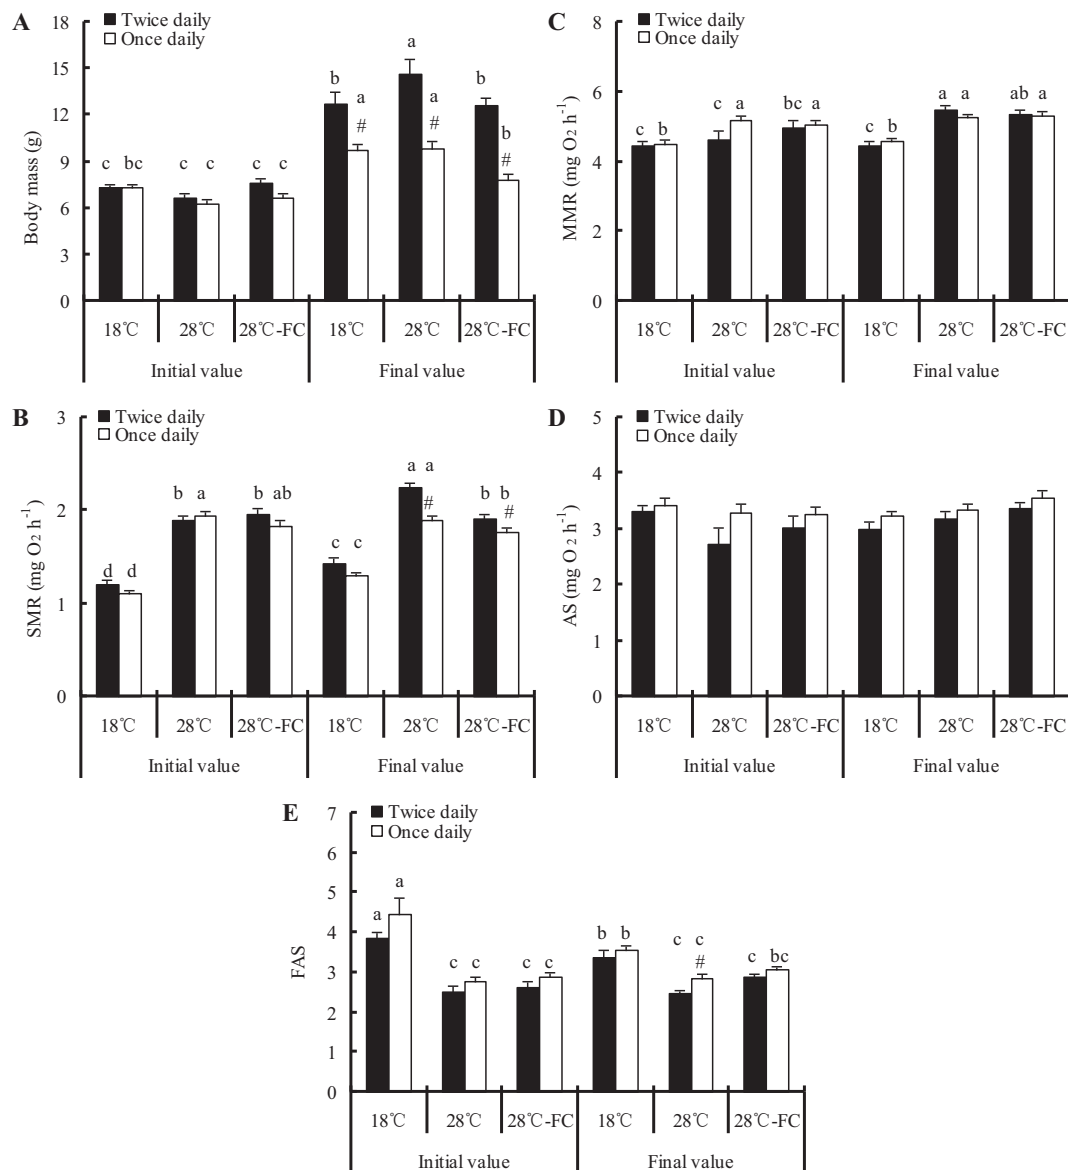 A
Twice daily
Once daily
Body mass (g)
18
15
12
9
6
3
0
c bc
c c
c c
b
a
#
a
a
#
b
b
#
18℃ 28℃ 28℃-FC 18℃ 28℃ 28℃-FC
Initial value Final value
C
Twice daily
Once daily
MMR (mg O2 h-1)
8
6
4
2
0
c b
c a
bc a
c b
a a
ab a
18℃ 28℃ 28℃-FC 18℃ 28℃ 28℃-FC
Initial value Final value
B
Twice daily
Once daily
SMR (mg O2 h-1)
3
2
1
0
d d
b a
b ab
c c
a a
#
b b
#
18℃ 28℃ 28℃-FC 18℃ 28℃ 28℃-FC
Initial value Final value
D
Twice daily
Once daily
AS (mg O2 h-1)
5
4
3
2
1
0
18℃ 28℃ 28℃-FC 18℃ 28℃ 28℃-FC
Initial value Final value
E
Twice daily
Once daily
FAS
7
6
5
4
3
2
1
0
a a
c c
c c
b b
c c
#
c bc
18℃ 28℃ 28℃-FC 18℃ 28℃ 28℃-FC
Initial value Final value